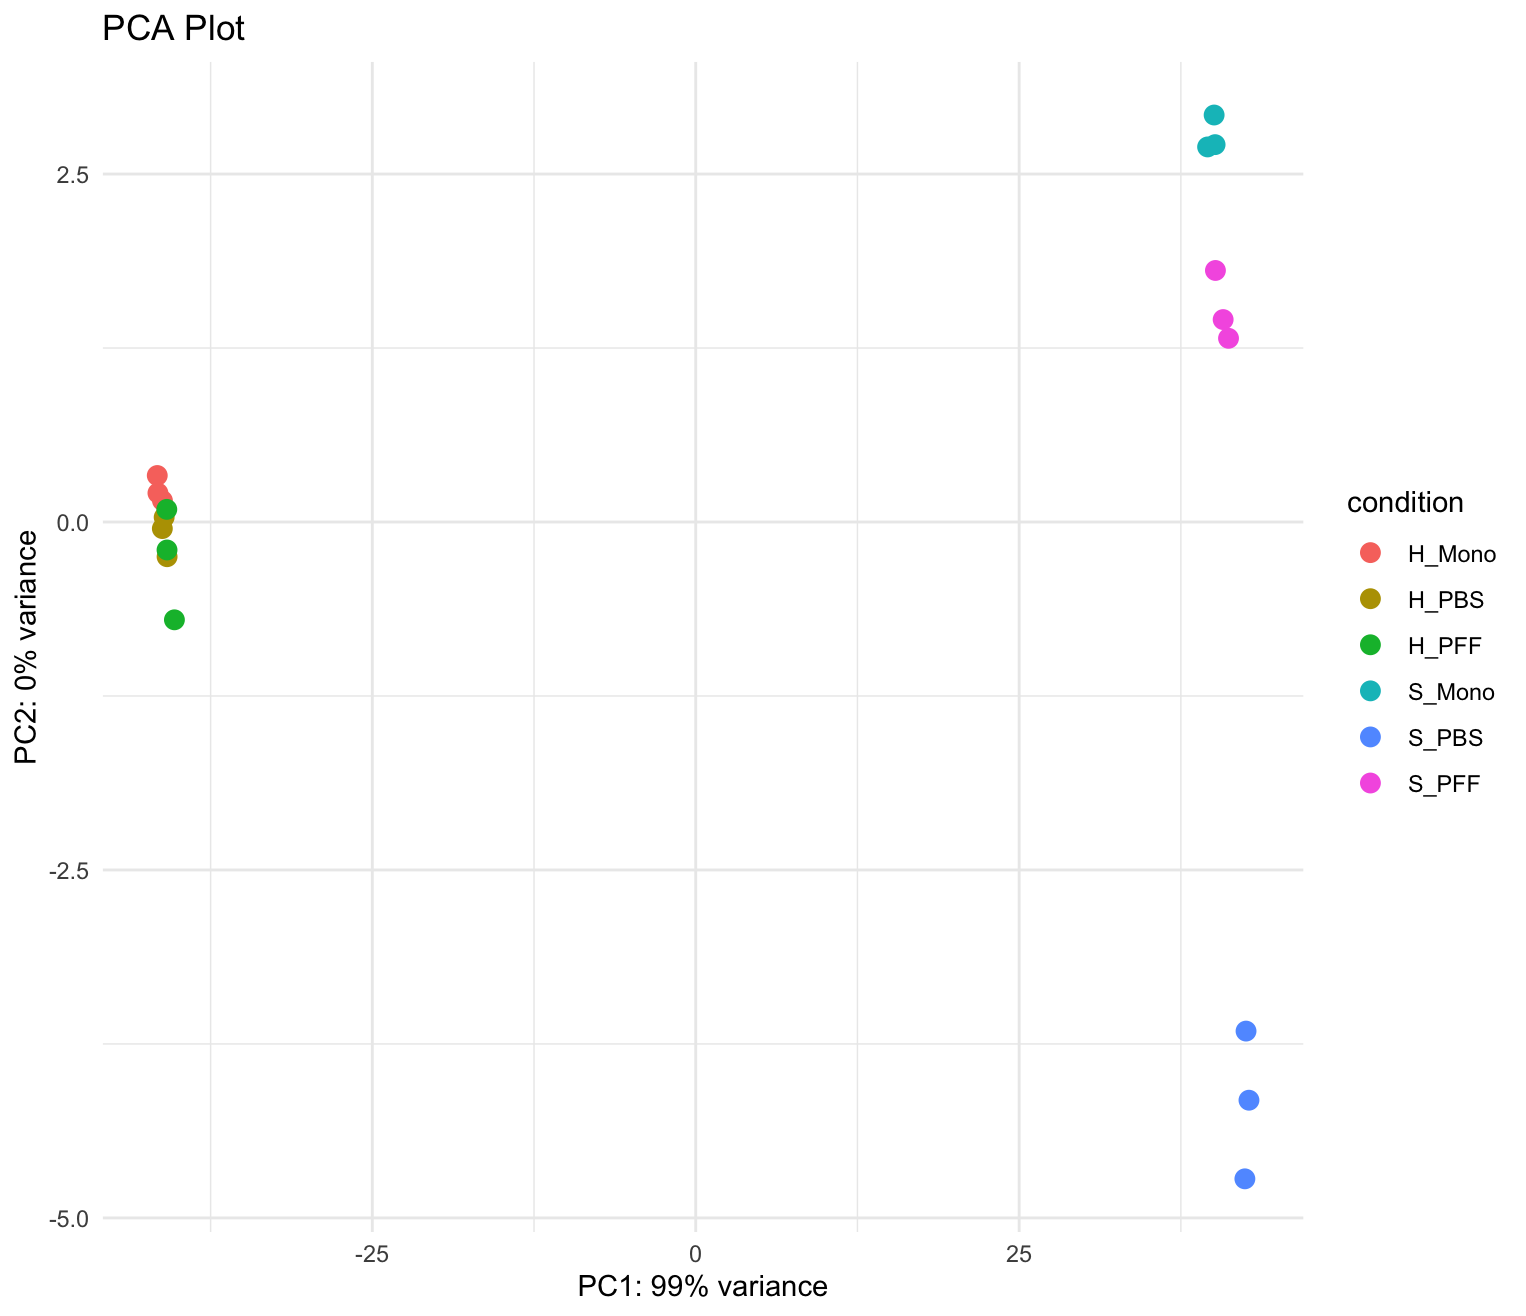 PCA Plot
2.5
0.0
-2.5
-5.0
PC2: 0% variance
-25
0
25
PC1: 99% variance
condition
H_Mono
H_PBS
H_PFF
S_Mono
S_PBS
S_PFF